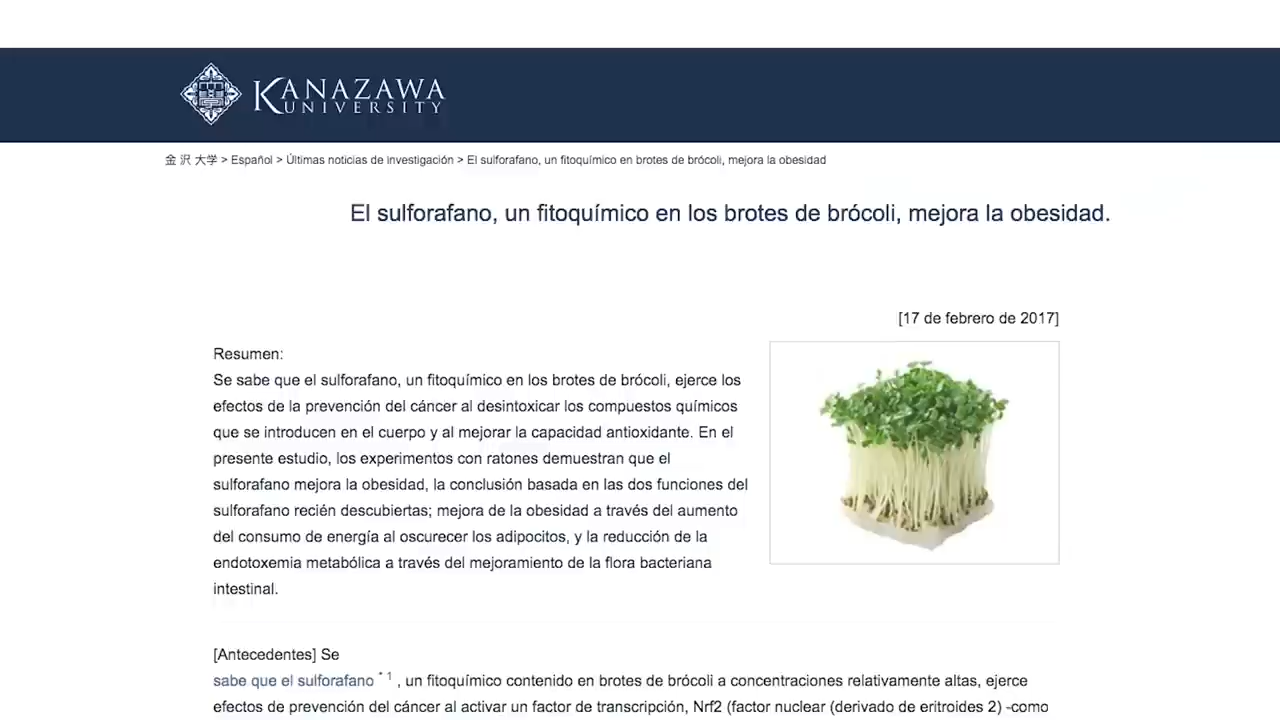 KANAZAWA
UNIVERSITY
金沢大学 > Español > Últimas noticias de investigación > El sulforafano, un fitoquímico en brotes de brócoli, mejora la obesidad
El sulforafano, un fitoquímico en los brotes de brócoli, mejora la obesidad.
[17 de febrero de 2017]
Resumen:
Se sabe que el sulforafano, un fitoquímico en los brotes de brócoli, ejerce los
efectos de la prevención del cáncer al desintoxicar los compuestos químicos
que se introducen en el cuerpo y al mejorar la capacidad antioxidante. En el
presente estudio, los experimentos con ratones demuestran que el
sulforafano mejora la obesidad, la conclusión basada en las dos funciones del
sulforafano recién descubiertas; mejora de la obesidad a través del aumento
del consumo de energía al oscurecer los adipocitos, y la reducción de la
endotoxemia metabólica a través del mejoramiento de la flora bacteriana
intestinal.
[Antecedentes] Se
sabe que el sulforafano * 1 , un fitoquímico contenido en brotes de brócoli a concentraciones relativamente altas, ejerce
efectos de prevención del cáncer al activar un factor de transcripción, Nrf2 (factor nuclear (derivado de eritroides 2) -como